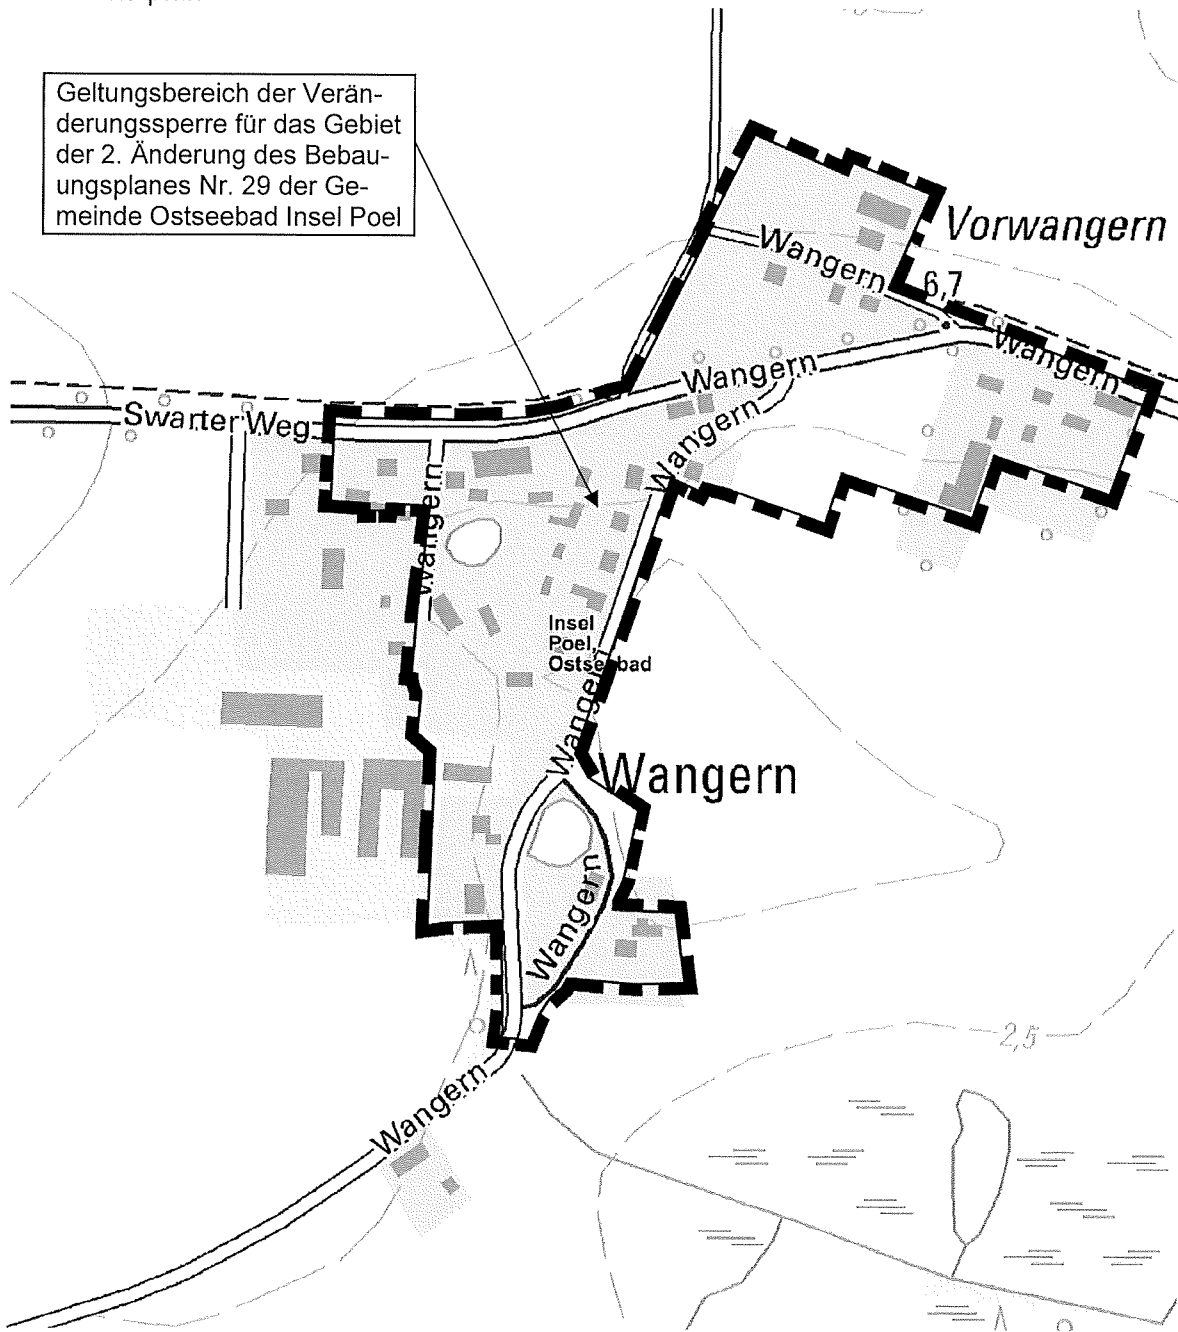 Geltungsbereich der Verän-
derungssperre für das Gebiet
der 2. Änderung des Bebau-
ungsplanes Nr. 29 der Ge-
meinde Ostseebad Insel Poel
Vorwangern
Wangern
6,7
Wangern
Wangern
Swarter Weg
Wangern
Wangern
Wangern
Insel
Poel,
Ostseebad
Wangern
Wangern
Wangern
2,5
Wangern